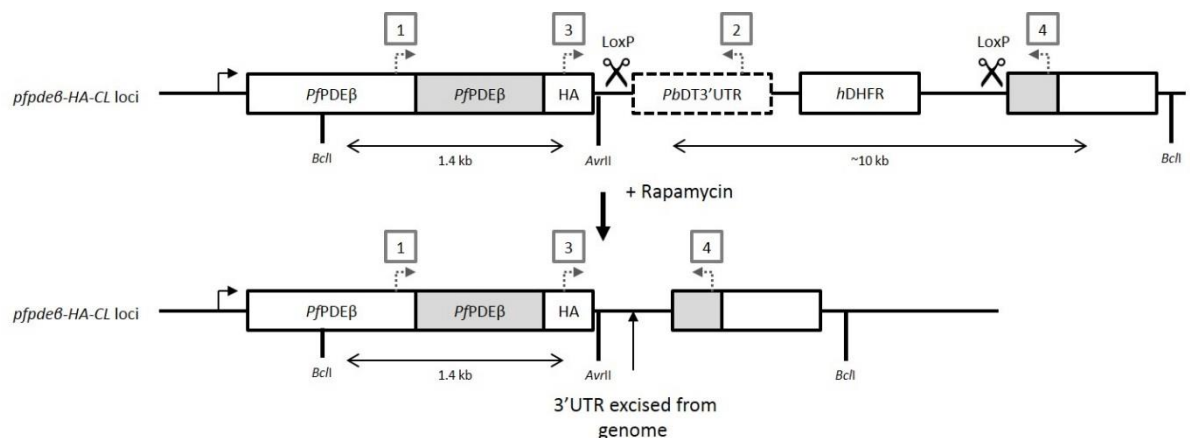 1 3 LoxP 2 LoxP 4
pfpdeβ-HA-CL loci PfPDEβ PfPDEβ HA PbDT3'UTR hDHFR
BclI 1.4 kb AvrII ~10 kb BclI
+ Rapamycin
1 3 4
pfpdeβ-HA-CL loci PfPDEβ PfPDEβ HA
BclI 1.4 kb AvrII BclI
3'UTR excised from
genome